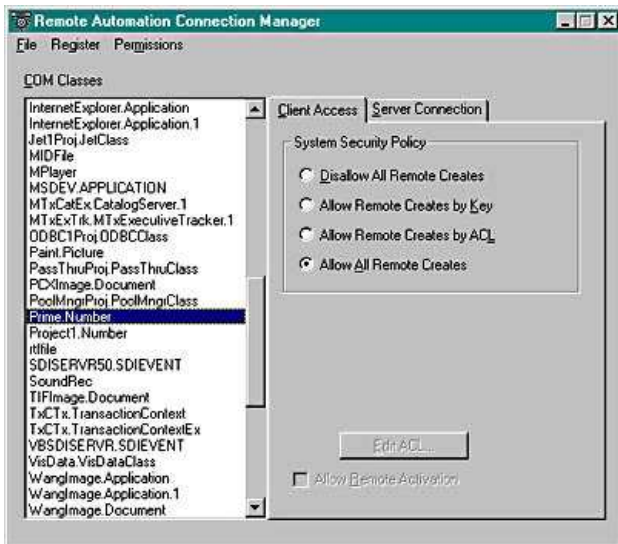 Remote Automation Connection Manager
File Register Permissions
COM Classes
InternetExplorer.Application
InternetExplorer.Application.1
Jet1Proj.JetClass
MIDFile
MPlayer
MSDEV.APPLICATION
MTxCatEx.CatalogServer.1
MTxExTrk.MTxExecutiveTracker.1
ODBC1Proj.ODBCClass
Paint.Picture
PassThruProj.PassThruClass
PCXImage.Document
PoolMngrProj.PoolMngrClass
Prime.Number
Project1.Number
rtlfile
SDISERVR50.SDIEVENT
SoundRec
TIFImage.Document
TxCTx.TransactionContext
TxCTx.TransactionContextEx
VBSDISERVR.SDIEVENT
VisData.VisDataClass
WangImage.Application
WangImage.Application.1
WangImage.Document
Client Access
Server Connection
System Security Policy
Disallow All Remote Creates
Allow Remote Creates by Key
Allow Remote Creates by ACL
Allow All Remote Creates
Edit ACL...
Allow Remote Activation